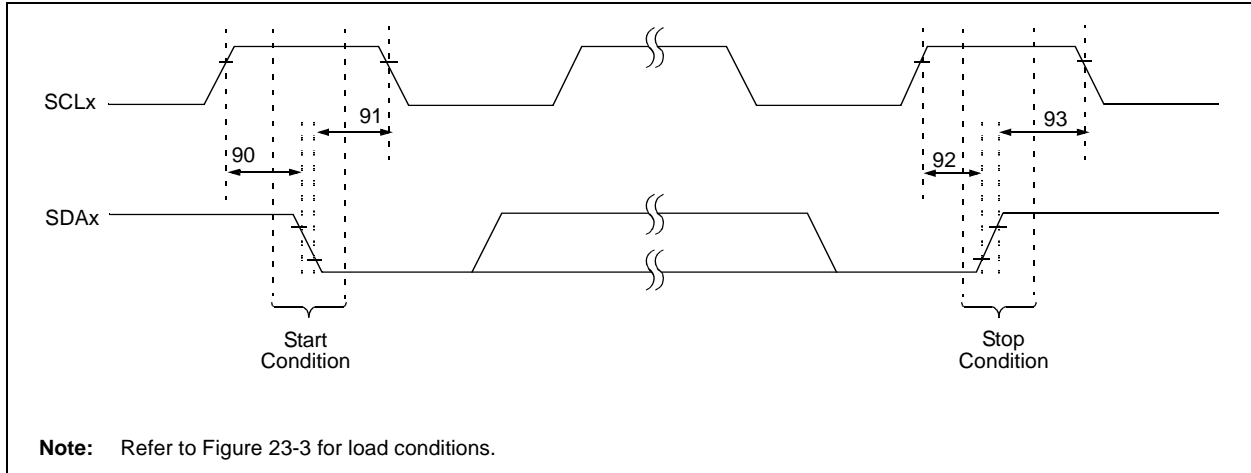 SCLx
91
93
90
92
SDAx
Start
Condition
Stop
Condition
Note: Refer to Figure 23-3 for load conditions.